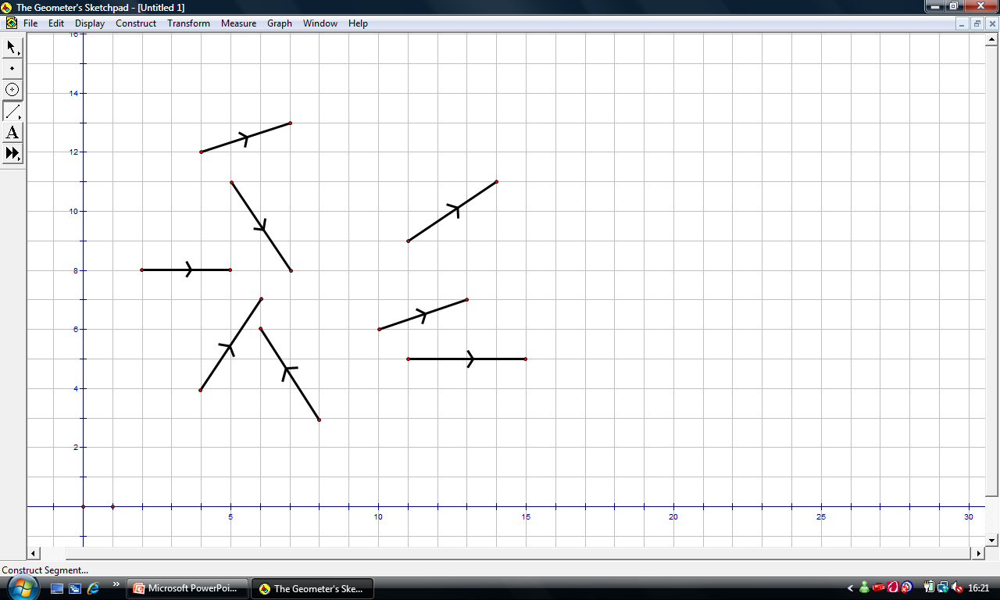 The Geometer's Sketchpad - [Untitled 1]
File Edit Display Construct Transform Measure Graph Window Help
A
16
14
12
10
8
6
4
2
5 10 15 20 25 30
Construct Segment...
Microsoft PowerPoi... The Geometer's Ske... 16:21